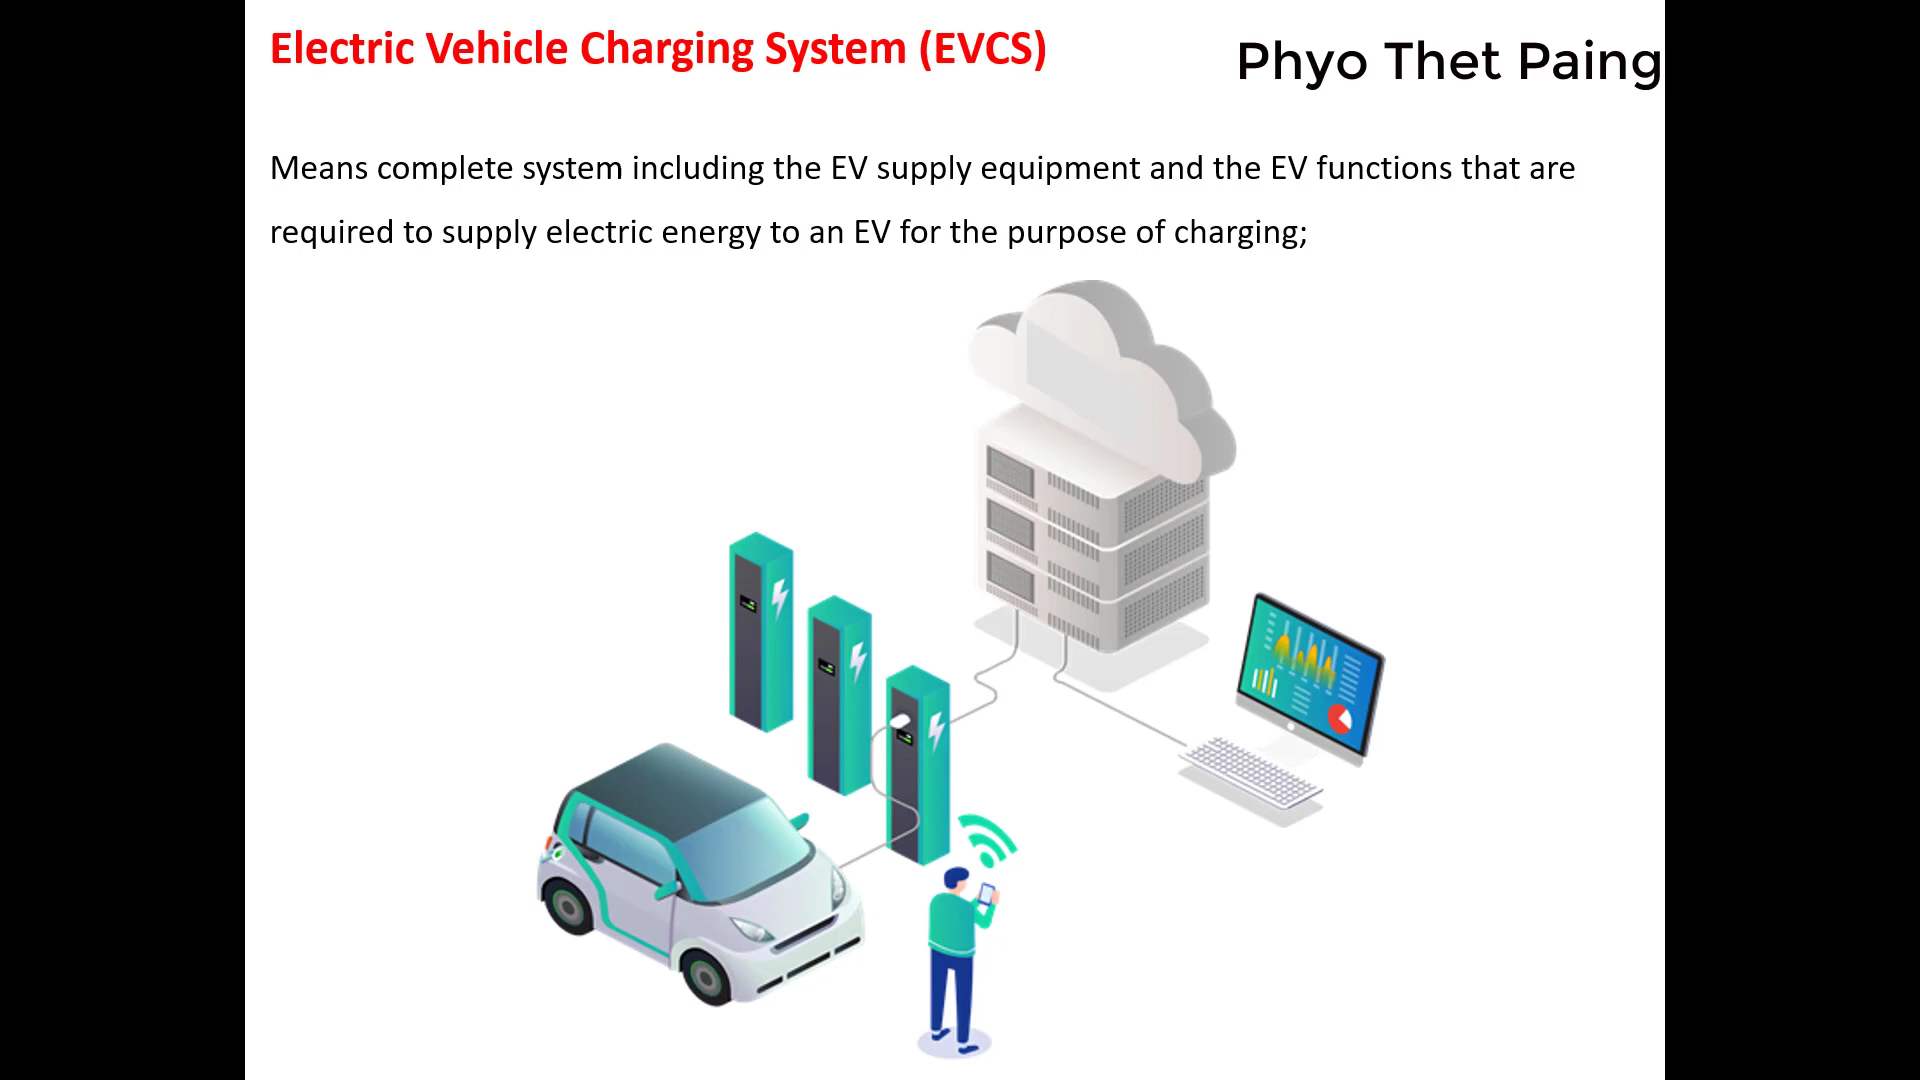 Electric Vehicle Charging System (EVCS)
Phyo Thet Paing
Means complete system including the EV supply equipment and the EV functions that are
required to supply electric energy to an EV for the purpose of charging;